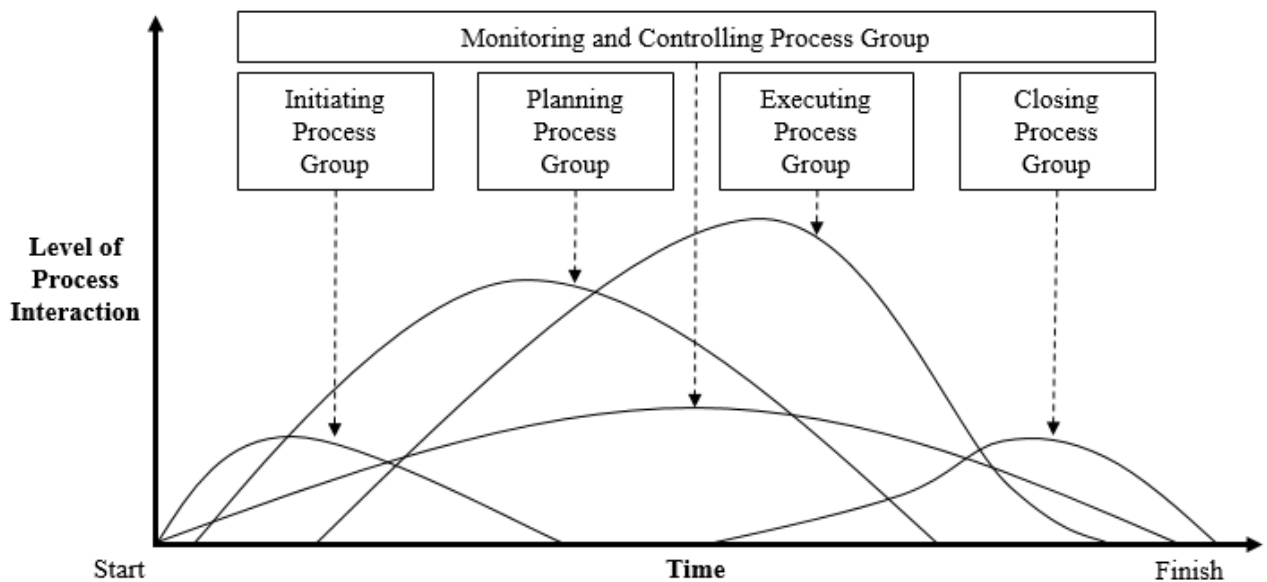 Monitoring and Controlling Process Group
Initiating
Process
Group
Planning
Process
Group
Executing
Process
Group
Closing
Process
Group
Level of
Process
Interaction
Start
Time
Finish